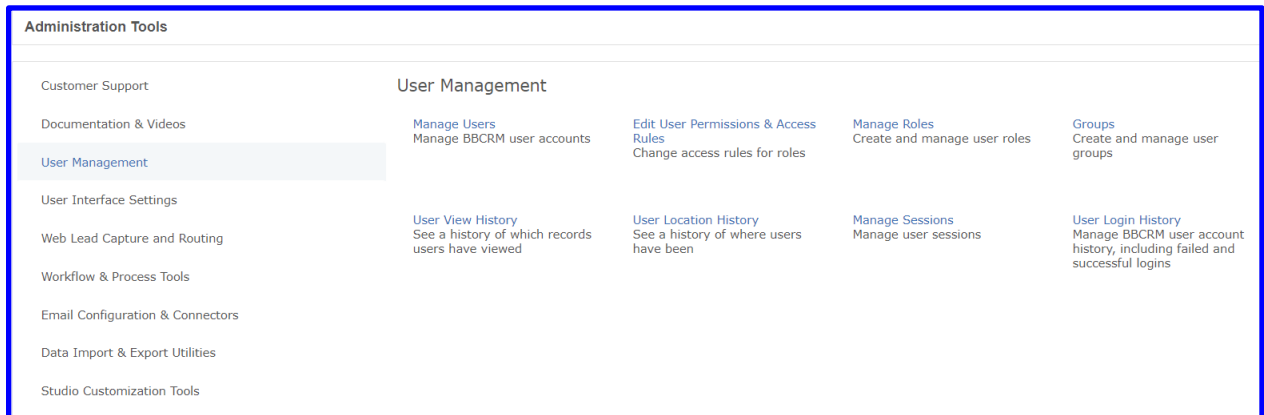 Administration Tools
Customer Support
Documentation & Videos
User Management
User Interface Settings
Web Lead Capture and Routing
Workflow & Process Tools
Email Configuration & Connectors
Data Import & Export Utilities
Studio Customization Tools
User Management
Manage Users
Manage BBCRM user accounts
Edit User Permissions & Access
Rules
Change access rules for roles
Manage Roles
Create and manage user roles
Groups
Create and manage user
groups
User View History
See a history of which records
users have viewed
User Location History
See a history of where users
have been
Manage Sessions
Manage user sessions
User Login History
Manage BBCRM user account
history, including failed and
successful logins